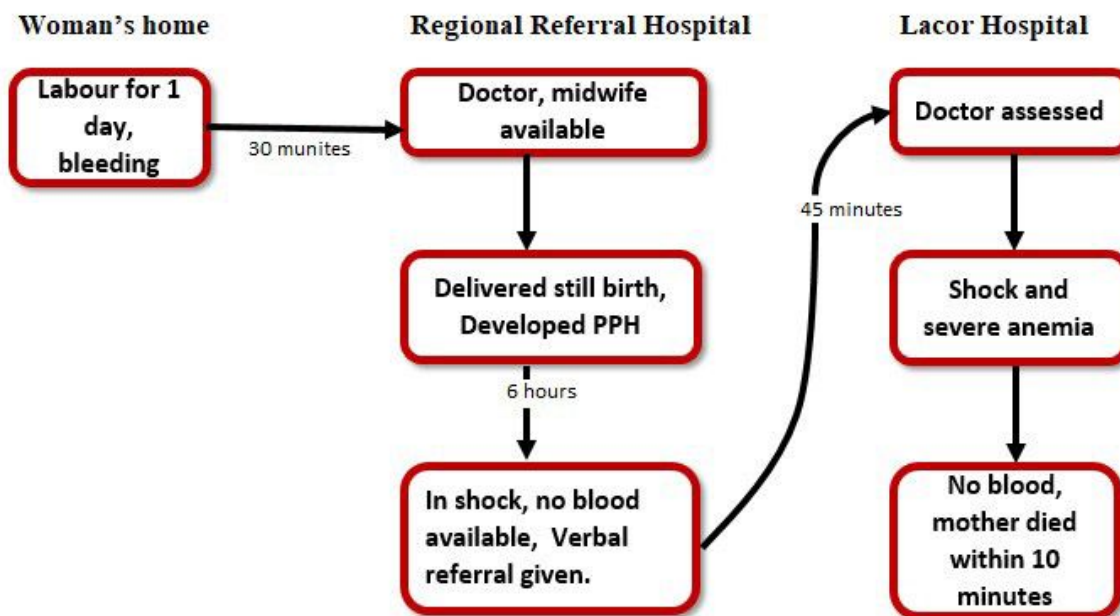 Woman’s home
Labour for 1
day,
bleeding
30 munites
Regional Referral Hospital
Doctor, midwife
available
Delivered still birth,
Developed PPH
6 hours
In shock, no blood
available, Verbal
referral given.
45 minutes
Lacor Hospital
Doctor assessed
Shock and
severe anemia
No blood,
mother died
within 10
minutes